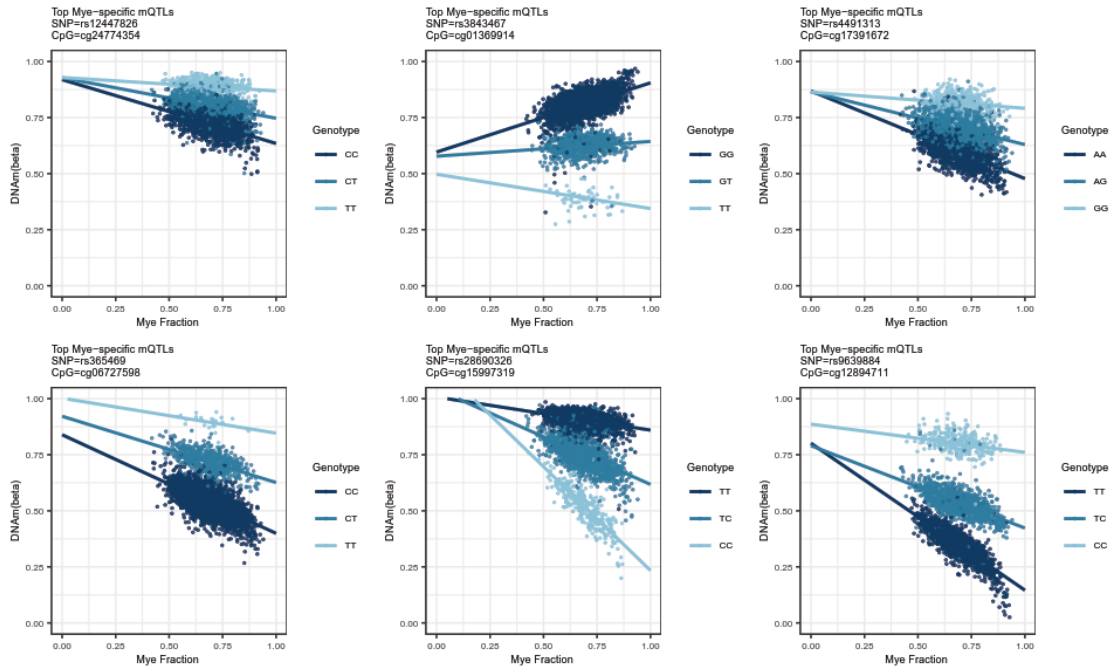 Top Mye-specific mQTLs
SNP=rs12447826
CpG=cg24774354
1.00
0.75
0.50
0.25
0.00
DNAm(beta)
0.00 0.25 0.50 0.75 1.00
Mye Fraction
Genotype
CC
CT
TT
Top Mye-specific mQTLs
SNP=rs3843467
CpG=cg01369914
1.00
0.75
0.50
0.25
0.00
DNAm(beta)
0.00 0.25 0.50 0.75 1.00
Mye Fraction
Genotype
GG
GT
TT
Top Mye-specific mQTLs
SNP=rs4491313
CpG=cg17391672
1.00
0.75
0.50
0.25
0.00
DNAm(beta)
0.00 0.25 0.50 0.75 1.00
Mye Fraction
Genotype
AA
AG
GG
Top Mye-specific mQTLs
SNP=rs365469
CpG=cg06727598
1.00
0.75
0.50
0.25
0.00
DNAm(beta)
0.00 0.25 0.50 0.75 1.00
Mye Fraction
Genotype
CC
CT
TT
Top Mye-specific mQTLs
SNP=rs28690326
CpG=cg15997319
1.00
0.75
0.50
0.25
0.00
DNAm(beta)
0.00 0.25 0.50 0.75 1.00
Mye Fraction
Genotype
TT
TC
CC
Top Mye-specific mQTLs
SNP=rs9639884
CpG=cg12894711
1.00
0.75
0.50
0.25
0.00
DNAm(beta)
0.00 0.25 0.50 0.75 1.00
Mye Fraction
Genotype
TT
TC
CC